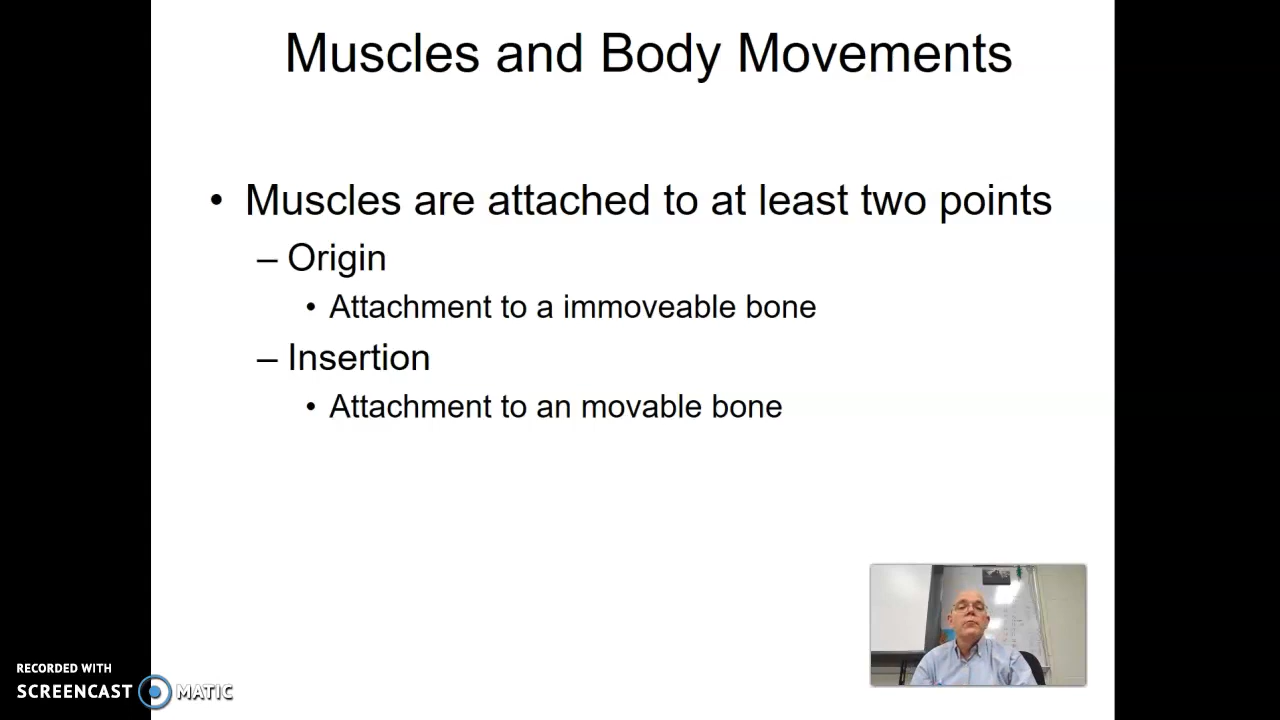 Muscles and Body Movements
• Muscles are attached to at least two points
– Origin
• Attachment to a immoveable bone
– Insertion
• Attachment to an movable bone
RECORDED WITH
SCREENCAST MATIC